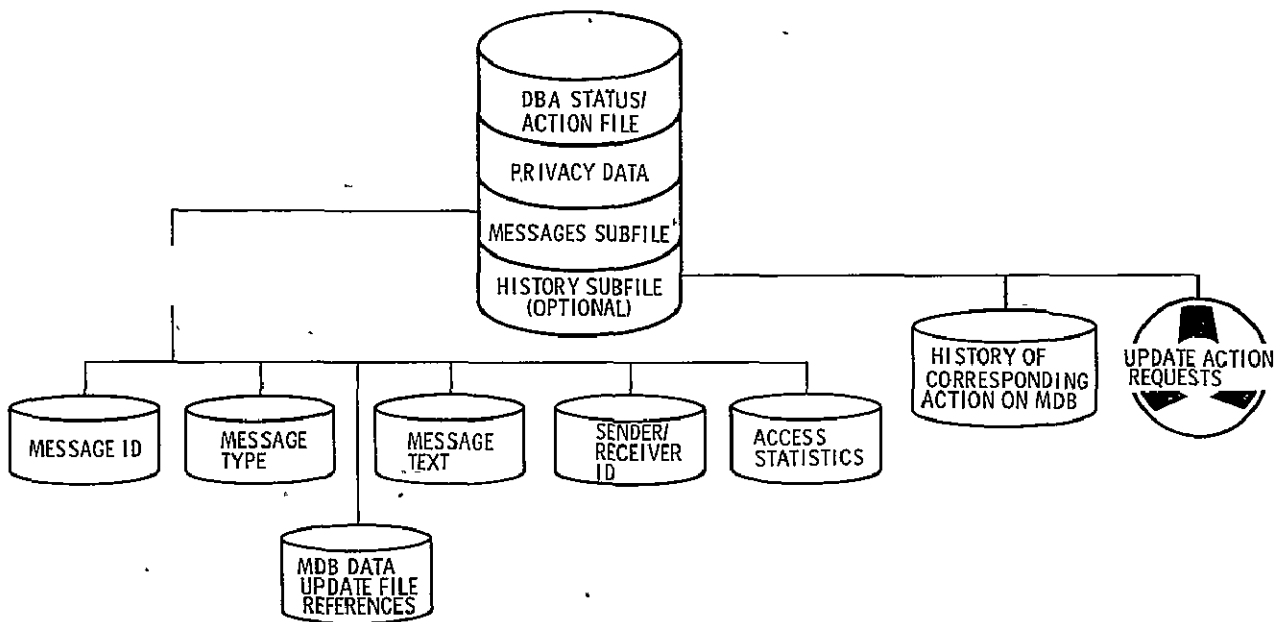 DBA STATUS/
ACTION FILE
PRIVACY DATA
MESSAGES SUBFILE
HISTORY SUBFILE
(OPTIONAL)
MESSAGE ID
MESSAGE
TYPE
MESSAGE
TEXT
SENDER/
RECEIVER
ID
ACCESS
STATISTICS
HISTORY OF
CORRESPONDING
ACTION ON MDB
UPDATE ACTION
REQUESTS
MDB DATA
UPDATE FILE
REFERENCES